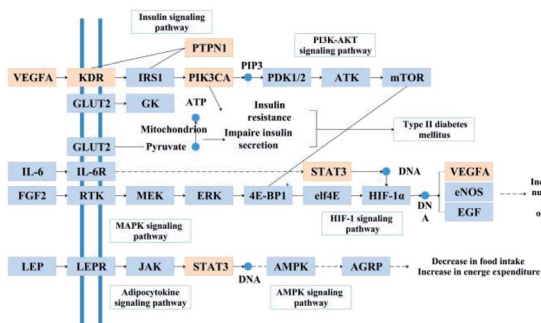 Insulin signaling
pathway
PTPN1
PI3K-AKT
signaling pathway
VEGFA
KDR
IRS1
PIK3CA
PIP3
PDK1/2
ATK
mTOR
GLUT2
GK
ATP
Insulin
resistance
Mitochondrion
Impaire insulin
secretion
Type II diabetes
mellitus
GLUT2
Pyruvate
IL-6
IL-6R
STAT3
DNA
VEGFA
FGF2
RTK
MEK
ERK
4E-BP1
elf4E
HIF-1α
DN
A
eNOS
EGF
MAPK signaling
pathway
HIF-1 signaling
pathway
LEP
LEPR
JAK
STAT3
DNA
AMPK
AGRP
Decrease in food intake
Increase in energe expenditure
Adipocytokine
signaling pathway
AMPK signaling
pathway